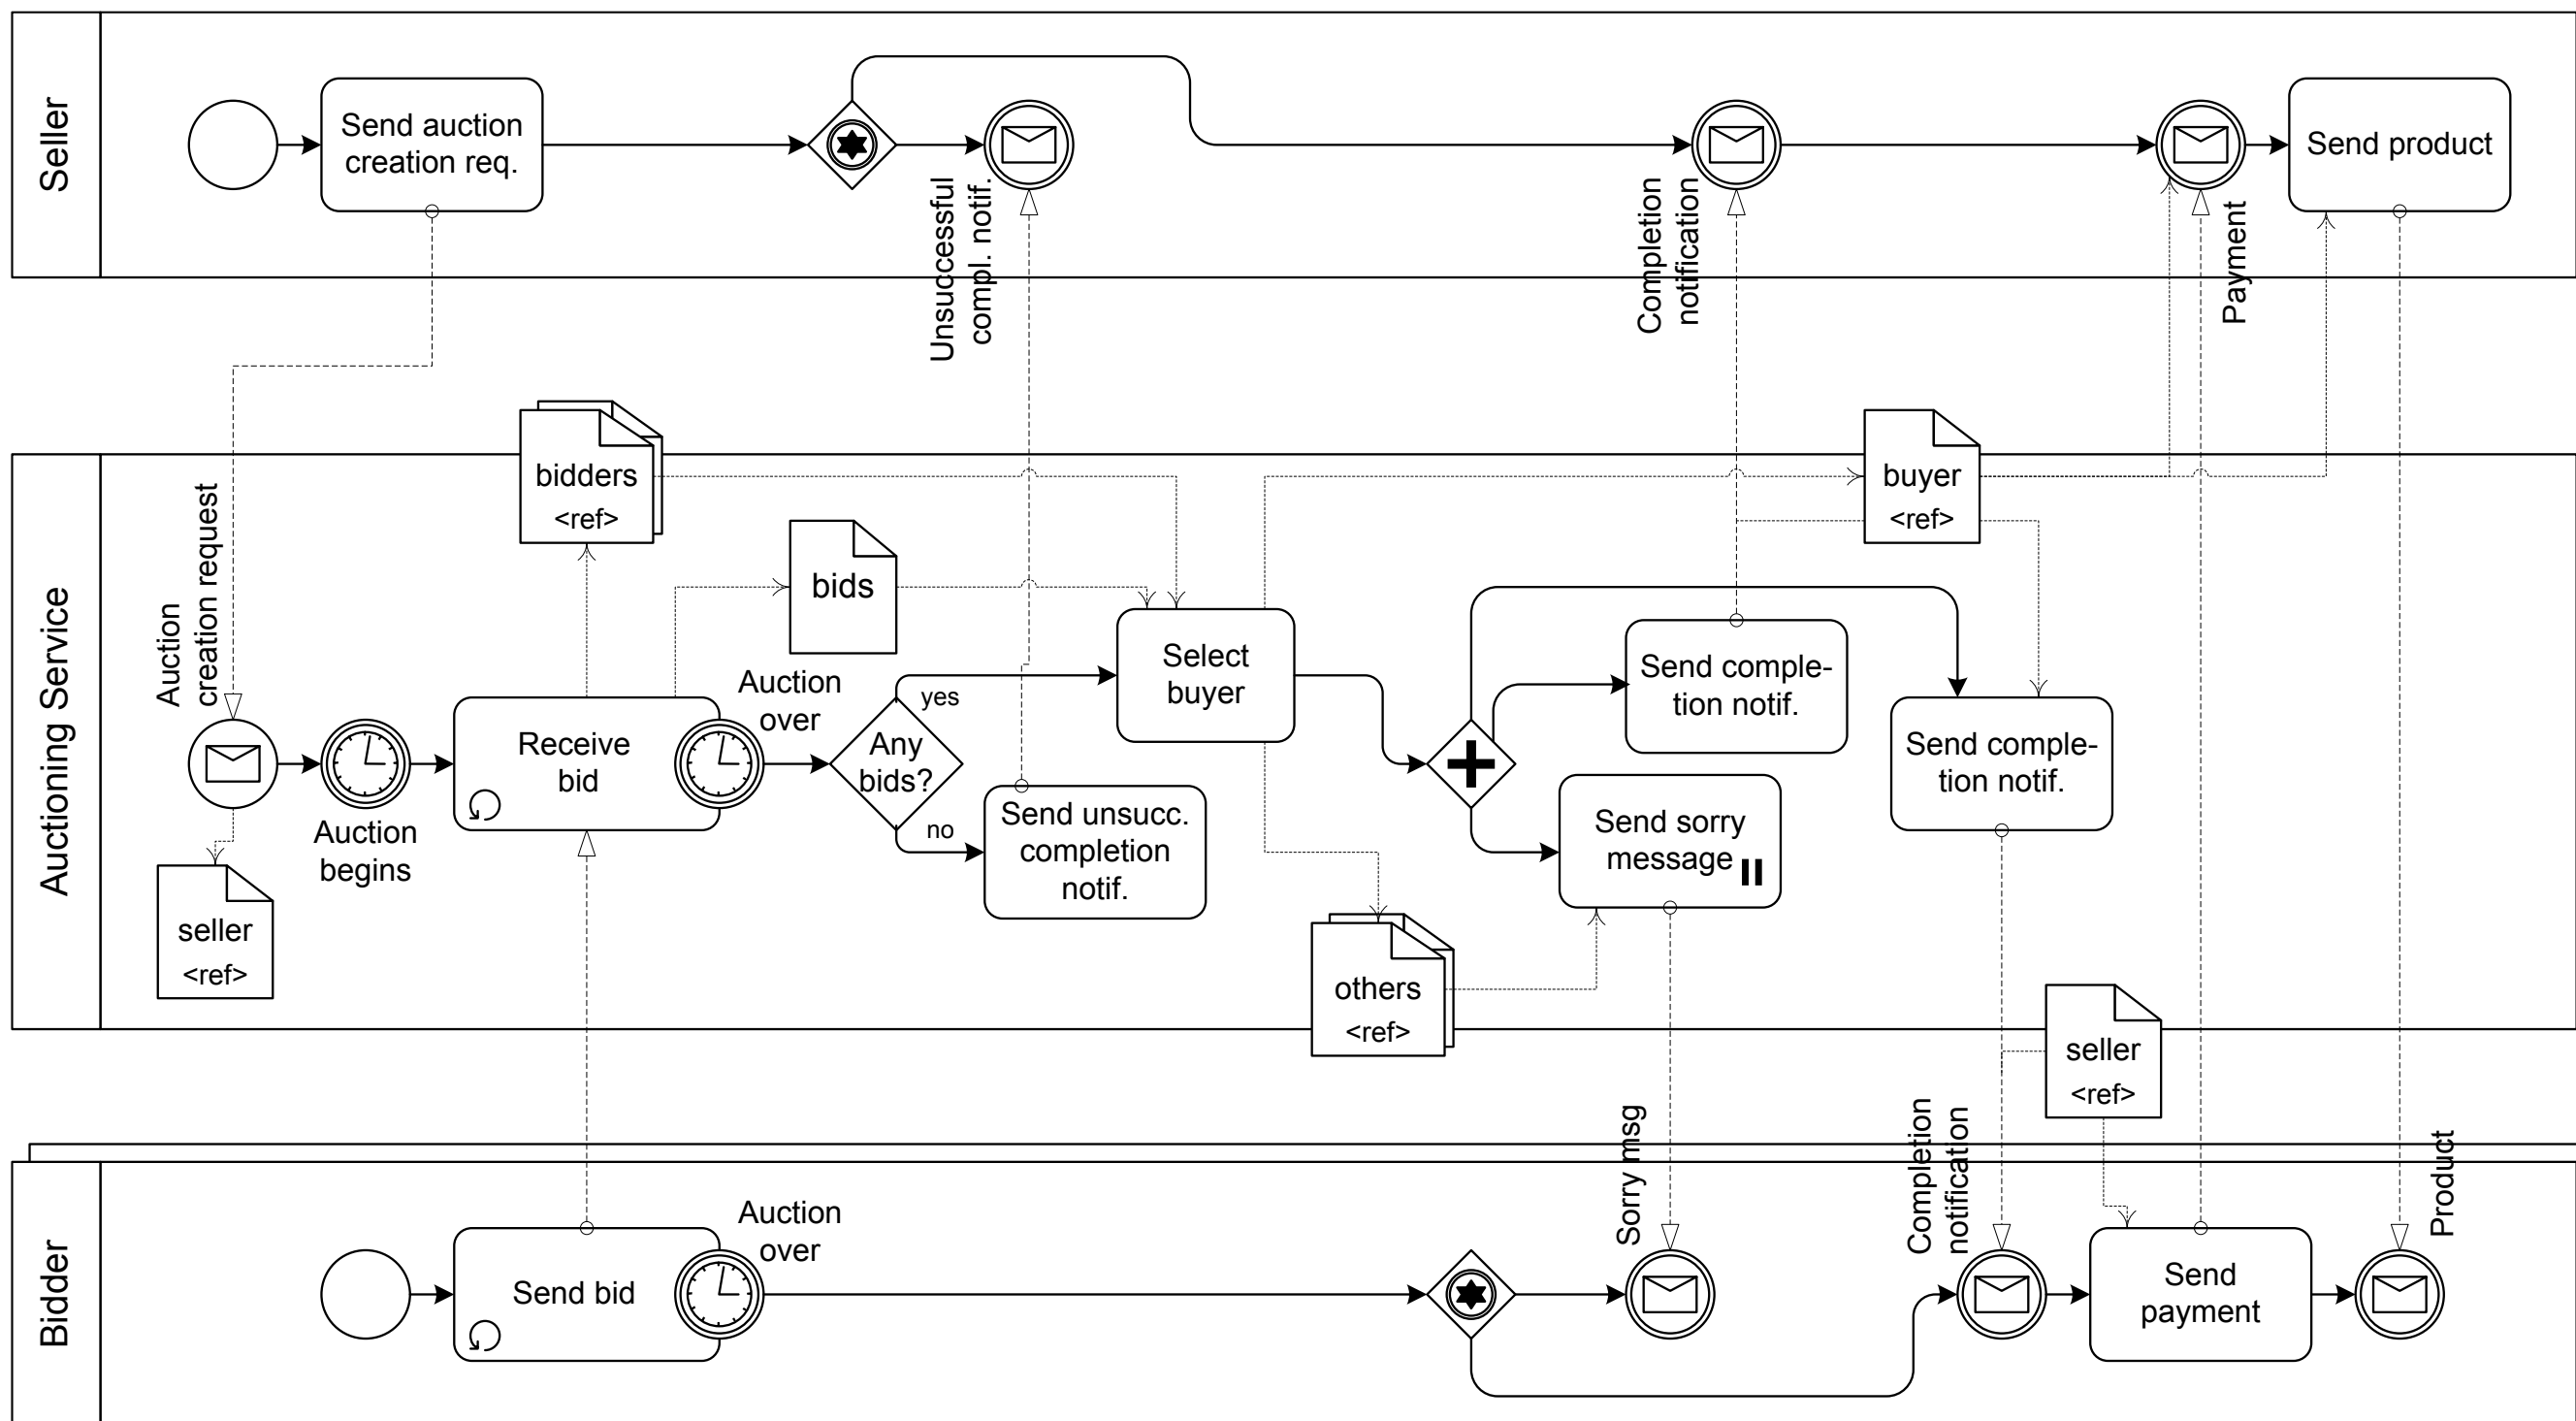 Seller
Send auction
creation req.
Unsuccessful
compl. notif.
Completion
notification
Payment
Send product
Auctioning Service
Auction
creation request
bidders
<ref>
bids
buyer
<ref>
Auction
begins
seller
<ref>
Receive
bid
Auction
over
Any
bids?
yes
no
Send unsucc.
completion
notif.
Select
buyer
Send comple-
tion notif.
Send sorry
message
Send comple-
tion notif.
others
<ref>
seller
<ref>
Bidder
Send bid
Auction
over
Sorry msg
Completion
notification
Send
payment
Product